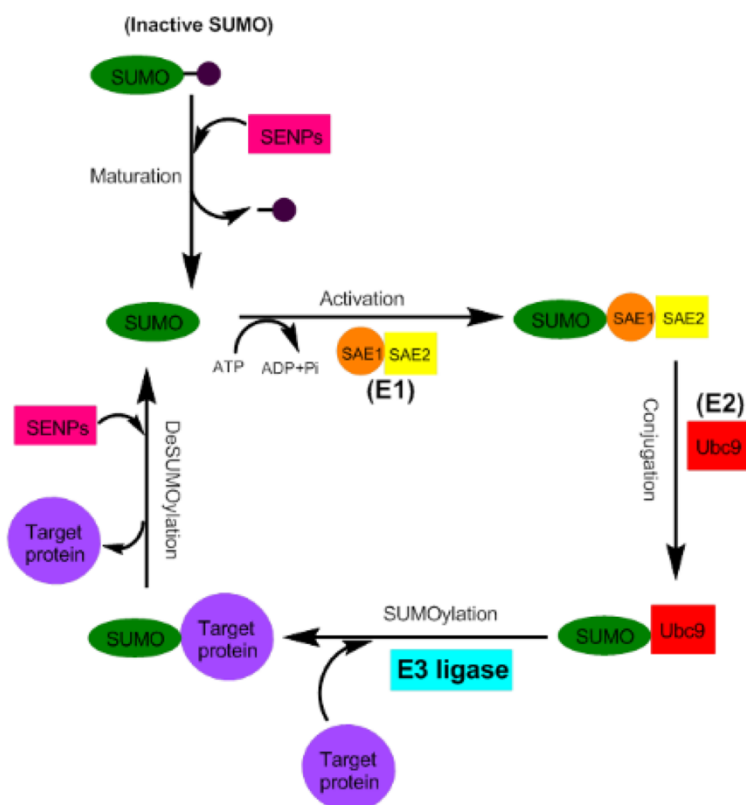 (Inactive SUMO)
SUMO
SENPs
Maturation
SUMO
Activation
ATP
ADP+Pi
SAE1
SAE2
(E1)
SUMO
SAE1
SAE2
(E2)
Ubc9
Conjugation
SENPs
DeSUMOylation
Target
protein
SUMO
Target
protein
SUMOylation
E3 ligase
SUMO
Ubc9
Target
protein